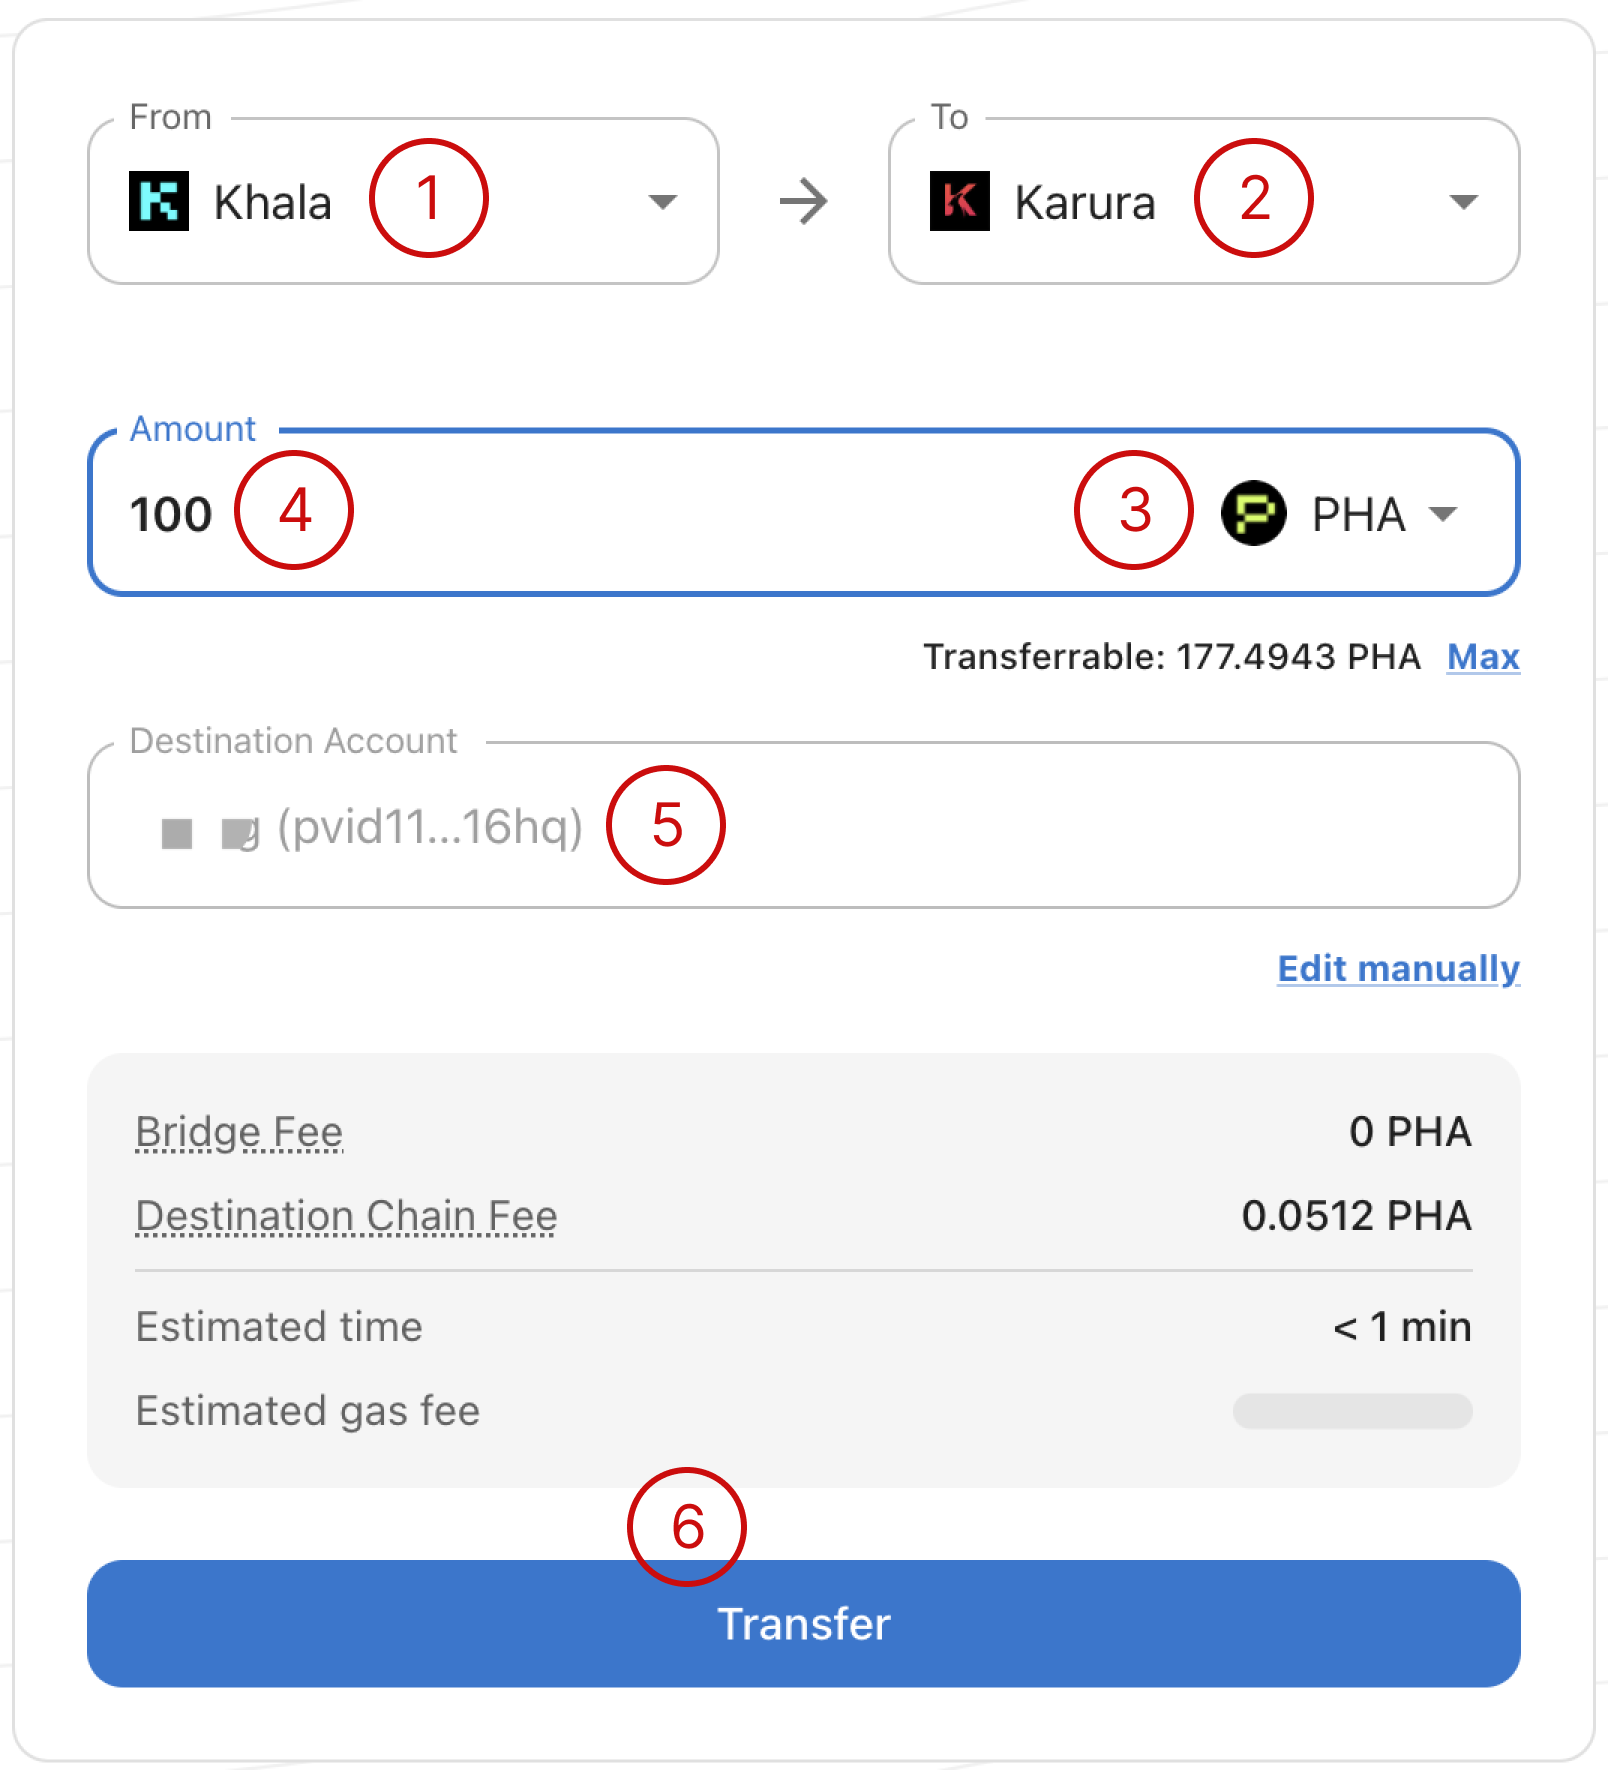 From
To
Khala 1
Karura 2
Amount
100 4 3 PHA
Transferrable: 177.4943 PHA Max
Destination Account
(pvid11...16hq) 5
Edit manually
Bridge Fee 0 PHA
Destination Chain Fee 0.0512 PHA
Estimated time < 1 min
Estimated gas fee
6
Transfer